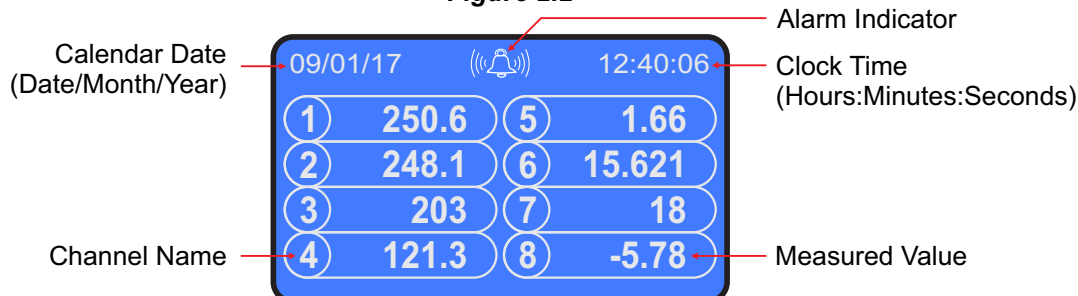 Alarm Indicator
Calendar Date
(Date/Month/Year)
09/01/17 12:40:06
Clock Time
(Hours:Minutes:Seconds)
1 250.6 5 1.66
2 248.1 6 15.621
3 203 7 18
Channel Name
4 121.3 8 -5.78
Measured Value